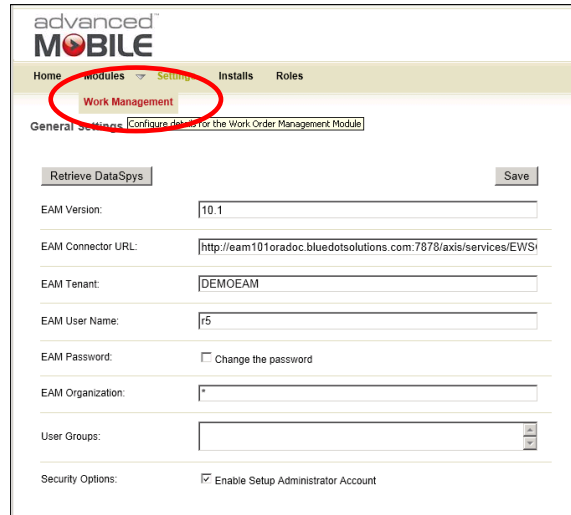 advanced™
MOBILE
Home Modules Settings Installs Roles
Work Management
General Settings
Configure details for the Work Order Management Module
Retrieve DataSpys Save
EAM Version: 10.1
EAM Connector URL: http://eam101oradoc.bluedotsolutions.com:7878/axis/services/EWS
EAM Tenant: DEMOEAM
EAM User Name: r5
EAM Password: Change the password
EAM Organization: *
User Groups:
Security Options: Enable Setup Administrator Account